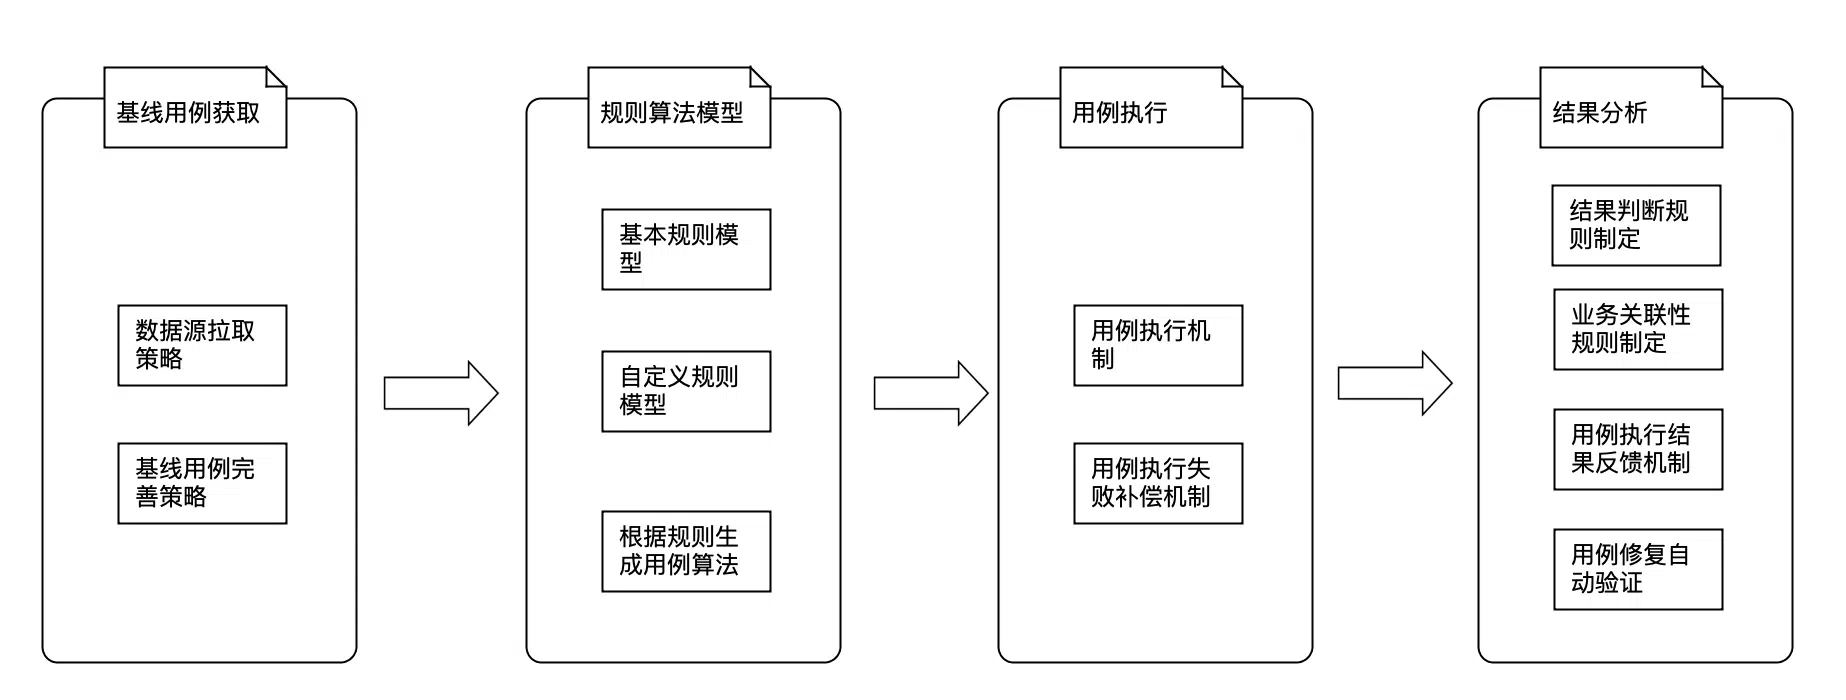 基线用例获取
数据源拉取
策略
基线用例完
善策略
规则算法模型
基本规则模
型
自定义规则
模型
根据规则生
成用例算法
用例执行
用例执行机
制
用例执行失
败补偿机制
结果分析
结果判断规
则制定
业务关联性
规则制定
用例执行结
果反馈机制
用例修复自
动验证